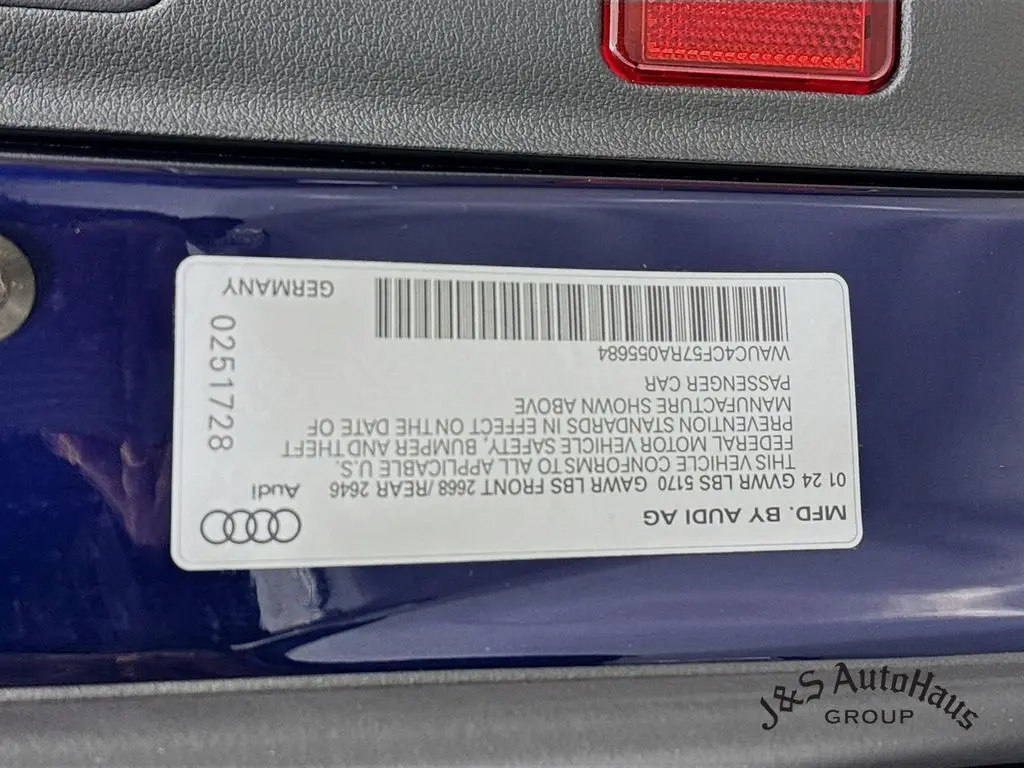 MFD. BY AUDI AG
01 24 GVWR LBS 5170 GAWR LBS FRONT 2668/REAR 2646
THIS VEHICLE CONFORMS TO ALL APPLICABLE U.S.
FEDERAL MOTOR VEHICLE SAFETY, BUMPER AND THEFT
PREVENTION STANDARDS IN EFFECT ON THE DATE OF
MANUFACTURE SHOWN ABOVE
PASSENGER CAR
WAUC4CF57RA055684
Audi
0251728
GERMANY
J&S AutoHaus
GROUP